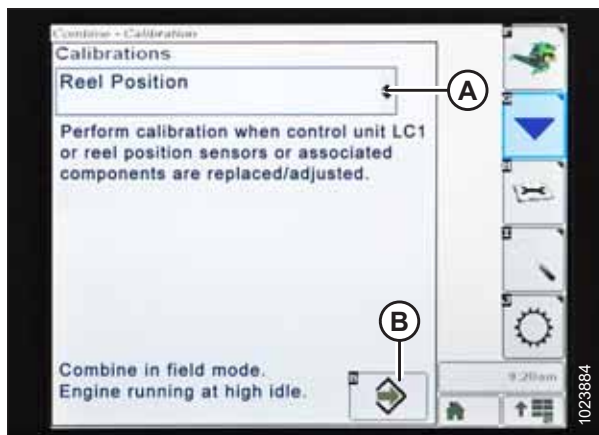 Combine - Calibration
Calibrations
Reel Position
A
Perform calibration when control unit LC1
or reel position sensors or associated
components are replaced/adjusted.
B
Combine in field mode.
Engine running at high idle.
9:20am
1023884